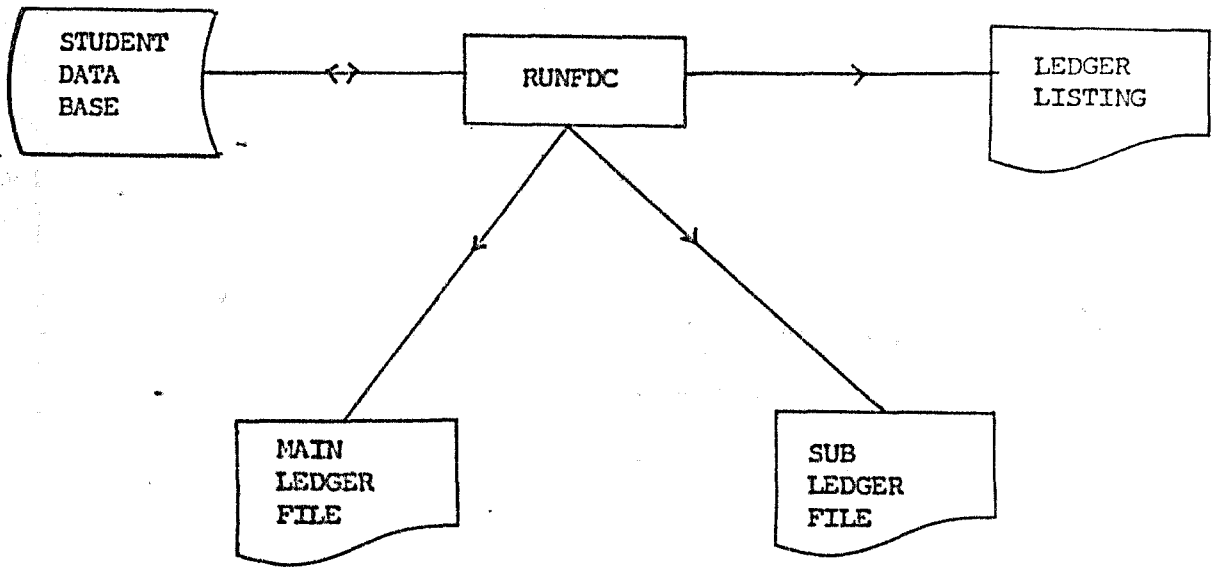 STUDENT
DATA
BASE
RUNFDC
LEDGER
LISTING
MAIN
LEDGER
FILE
SUB
LEDGER
FILE